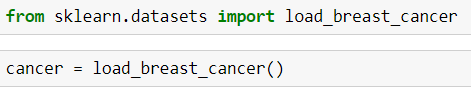 from sklearn.datasets import load_breast_cancer
cancer = load_breast_cancer()